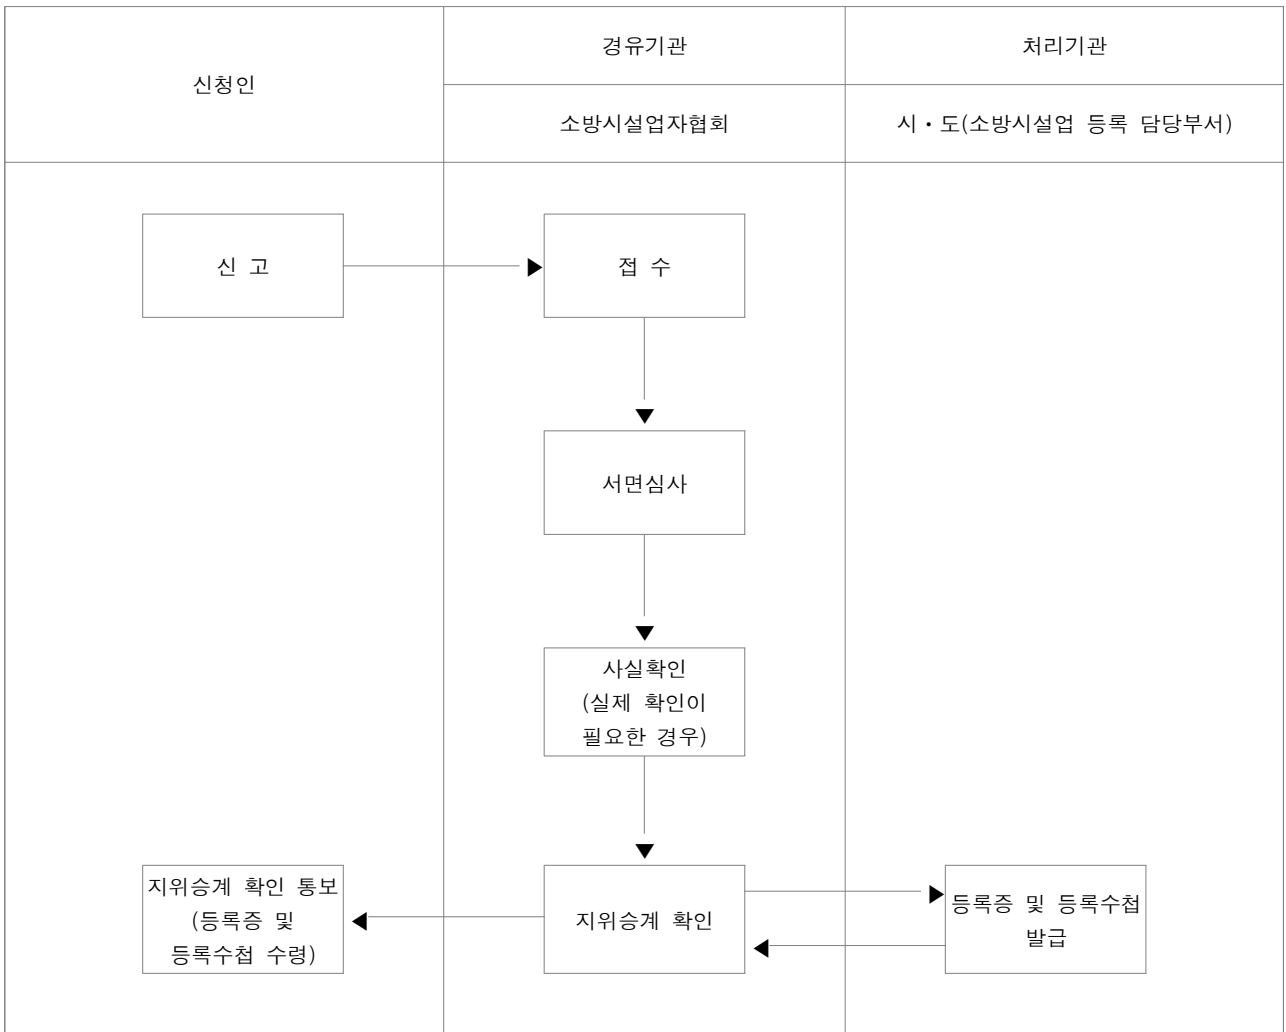 신청인
경유기관
처리기관
소방시설업자협회
시·도(소방시설업 등록 담당부서)
신 고
접 수
서면심사
사실확인
(실제 확인이
필요한 경우)
지위승계 확인 통보
(등록증 및
등록수첩 수령)
지위승계 확인
등록증 및 등록수첩
발급